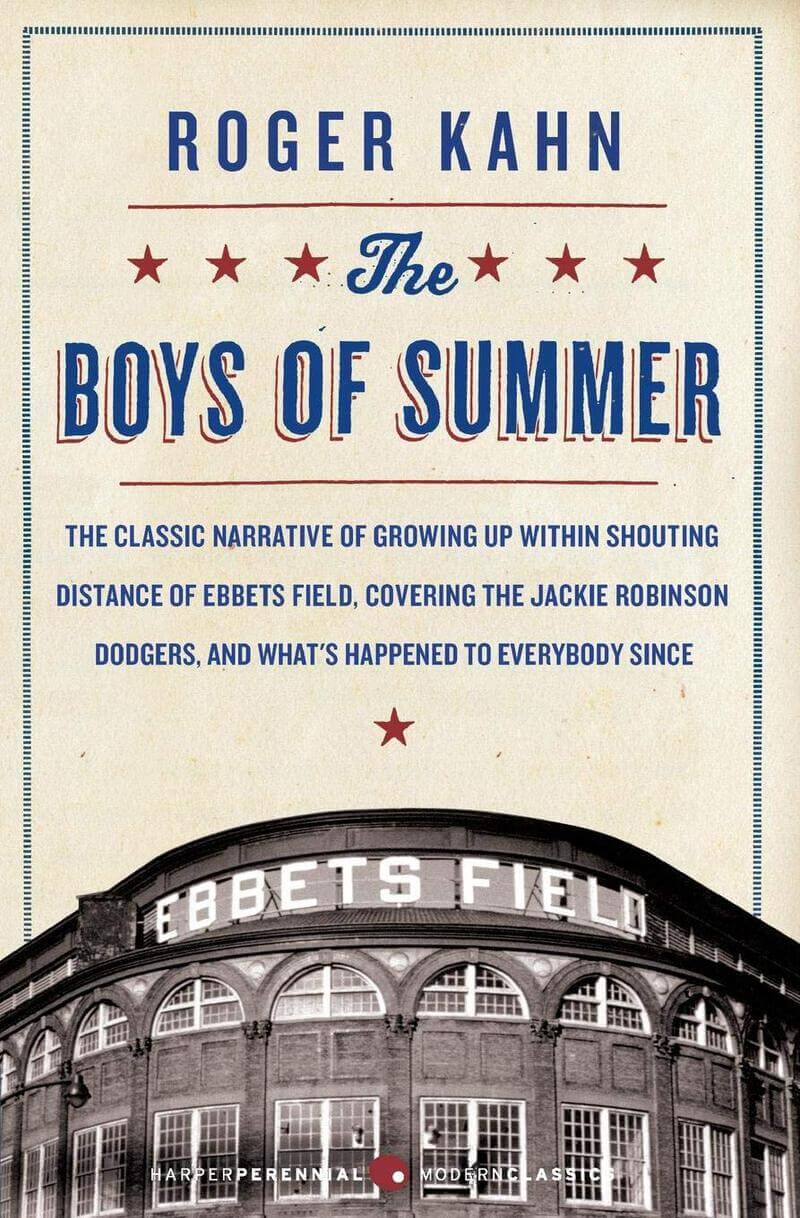 ROGER KAHN
The
BOYS OF SUMMER
THE CLASSIC NARRATIVE OF GROWING UP WITHIN SHOUTING
DISTANCE OF EBBETS FIELD, COVERING THE JACKIE ROBINSON
DODGERS, AND WHAT'S HAPPENED TO EVERYBODY SINCE
EBBETS FIELD
HARPERPERENNIAL MODERNCLASSICS